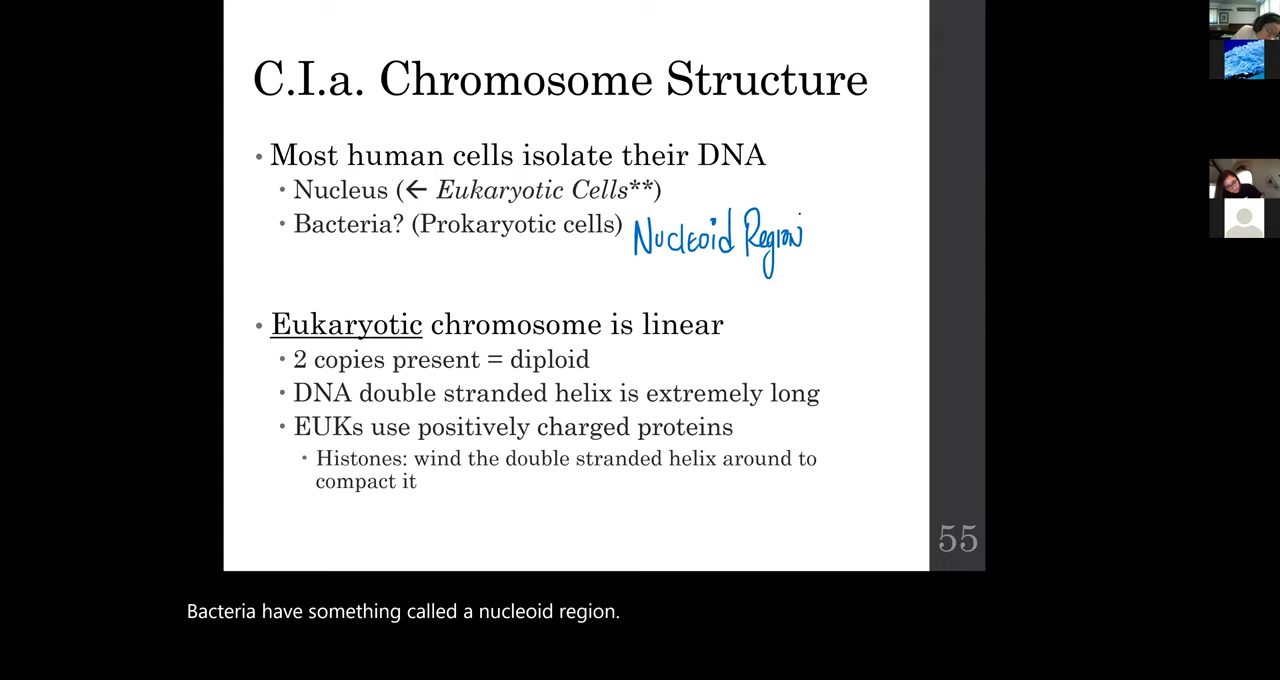 C.I.a. Chromosome Structure
• Most human cells isolate their DNA
• Nucleus (← Eukaryotic Cells**)
• Bacteria? (Prokaryotic cells) Nucleoid Region
• Eukaryotic chromosome is linear
• 2 copies present = diploid
• DNA double stranded helix is extremely long
• EUKs use positively charged proteins
• Histones: wind the double stranded helix around to
compact it
55
Bacteria have something called a nucleoid region.